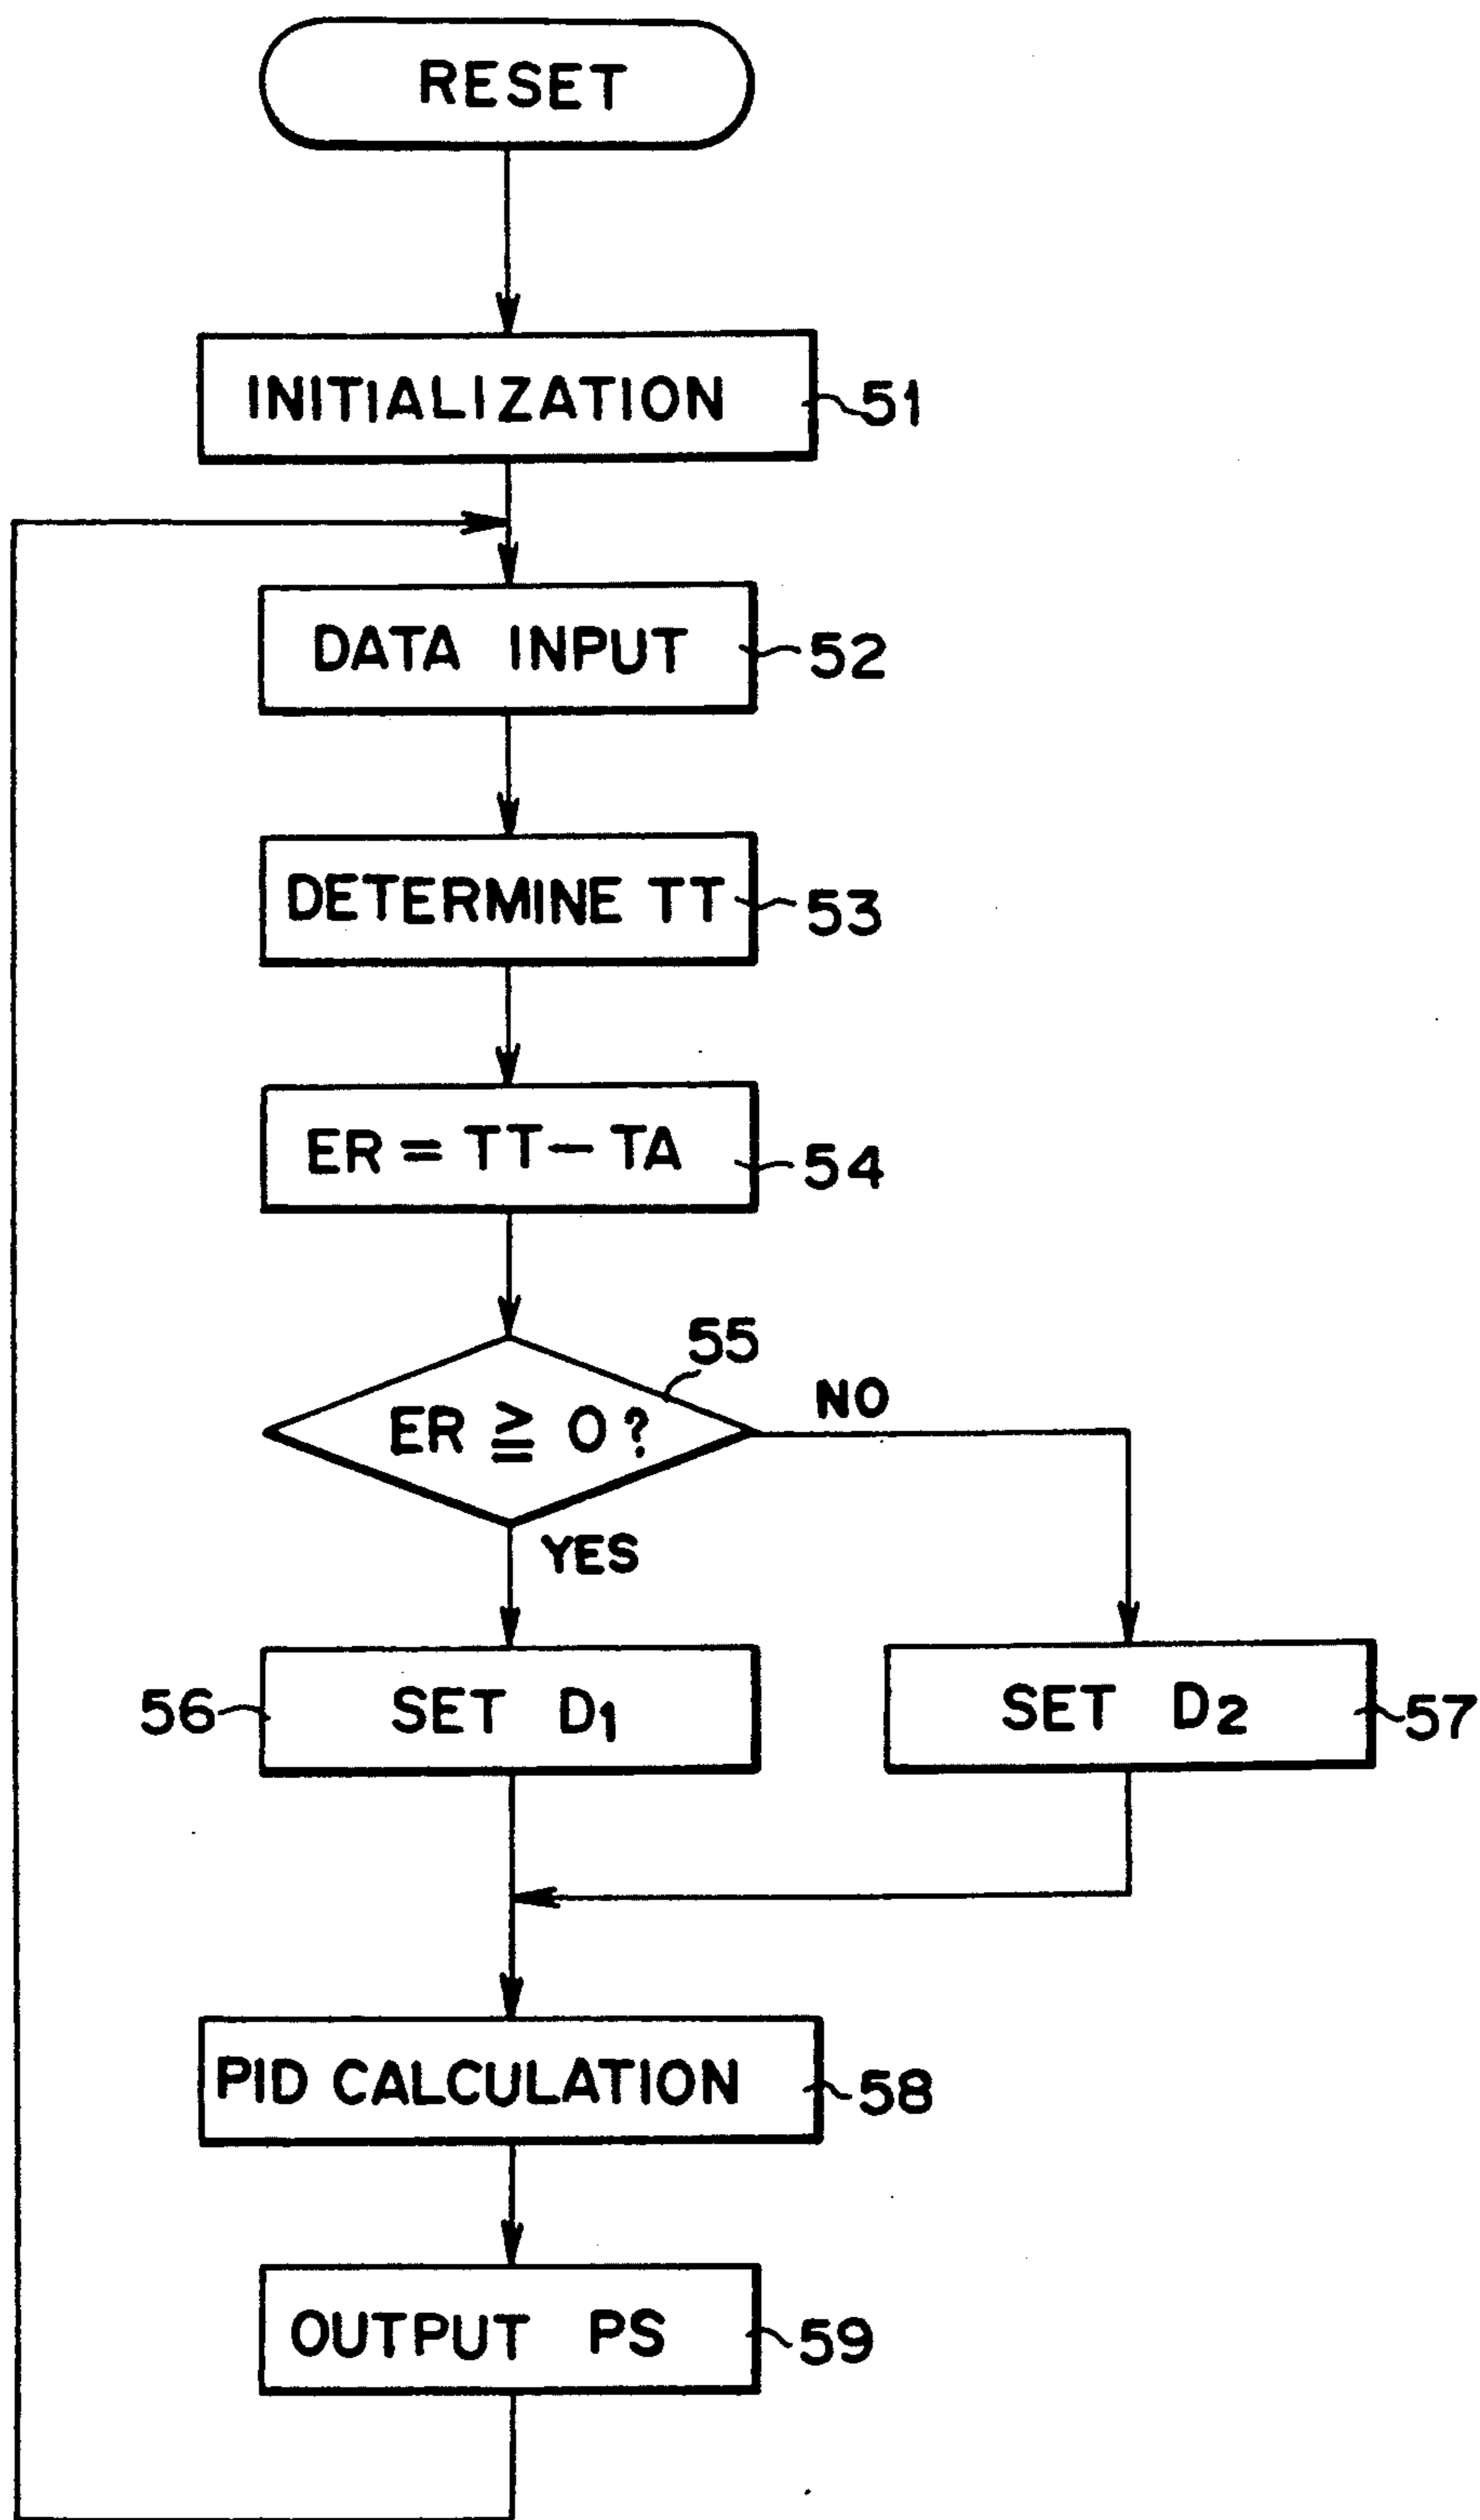 RESET
INITIALIZATION
51
DATA INPUT
52
DETERMINE TT
53
ER = TT - TA
54
55
ER ≧ 0 ?
NO
YES
56
SET D1
SET D2
57
PID CALCULATION
58
OUTPUT PS
59